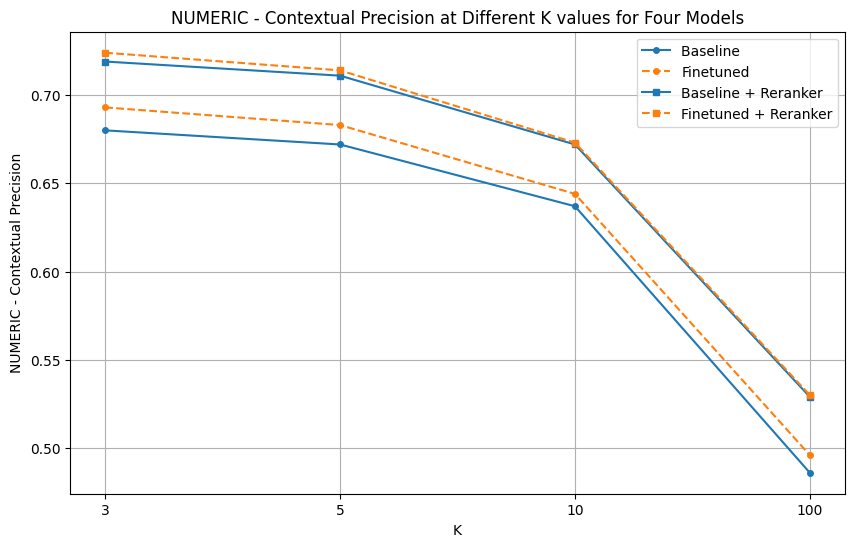 NUMERIC - Contextual Precision at Different K values for Four Models
NUMERIC - Contextual Precision
0.70
0.65
0.60
0.55
0.50
Baseline
Finetuned
Baseline + Reranker
Finetuned + Reranker
3
5
10
100
K